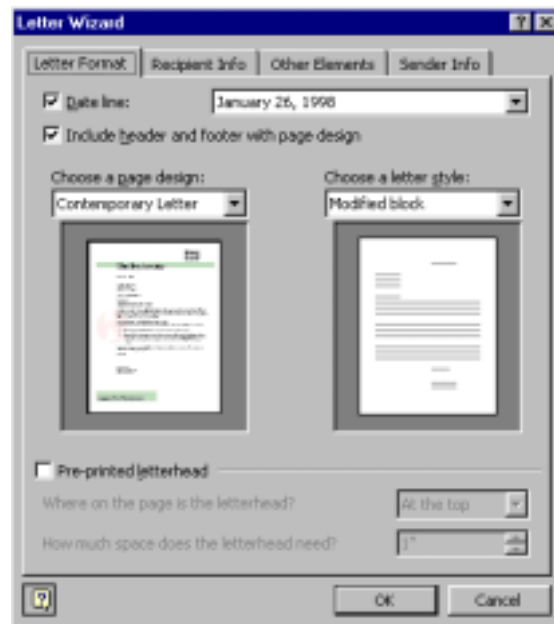 Letter Wizard
Letter Format Recipient Info Other Elements Sender Info
Date line: January 26, 1998
Include header and footer with page design
Choose a page design: Choose a letter style:
Contemporary Letter Modified block
Pre-printed letterhead
Where on the page is the letterhead? At the top
How much space does the letterhead need? 1"
OK Cancel